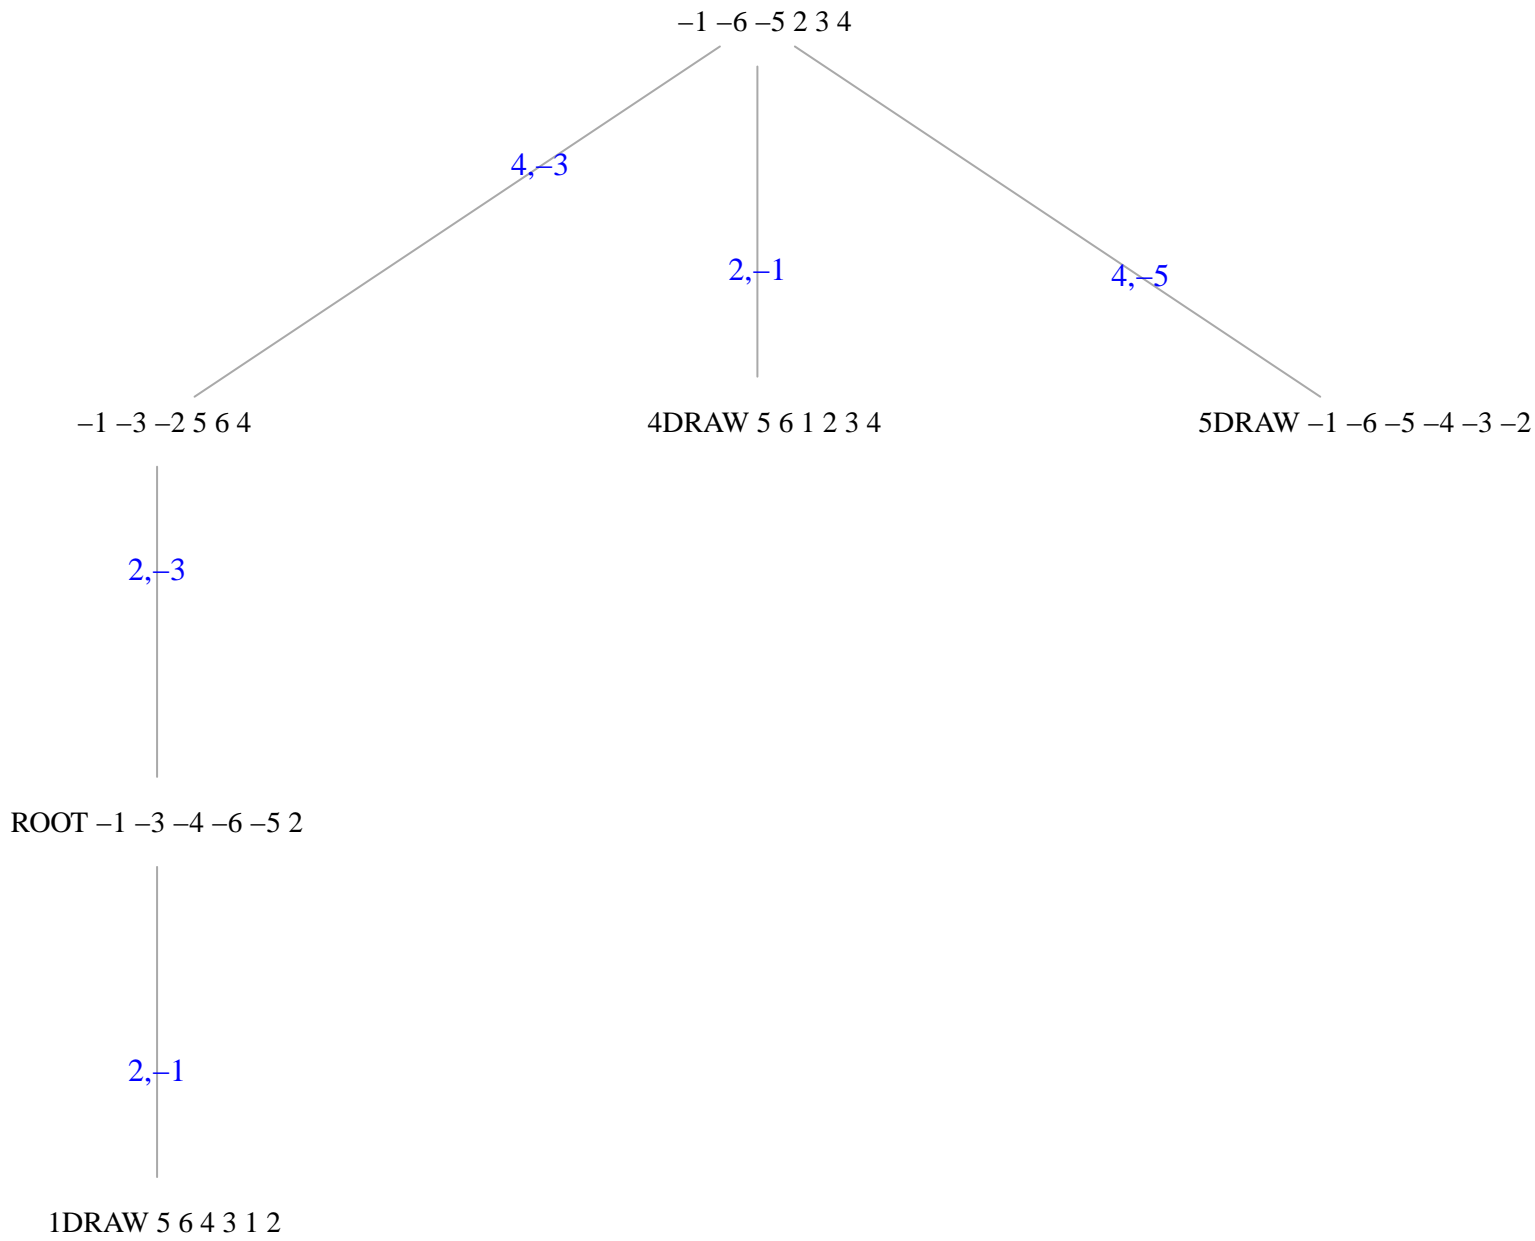 –1 –6 –5 2 3 4
4,–3
2,–1
4,–5
–1 –3 –2 5 6 4
4DRAW 5 6 1 2 3 4
5DRAW –1 –6 –5 –4 –3 –2
2,–3
ROOT –1 –3 –4 –6 –5 2
2,–1
1DRAW 5 6 4 3 1 2